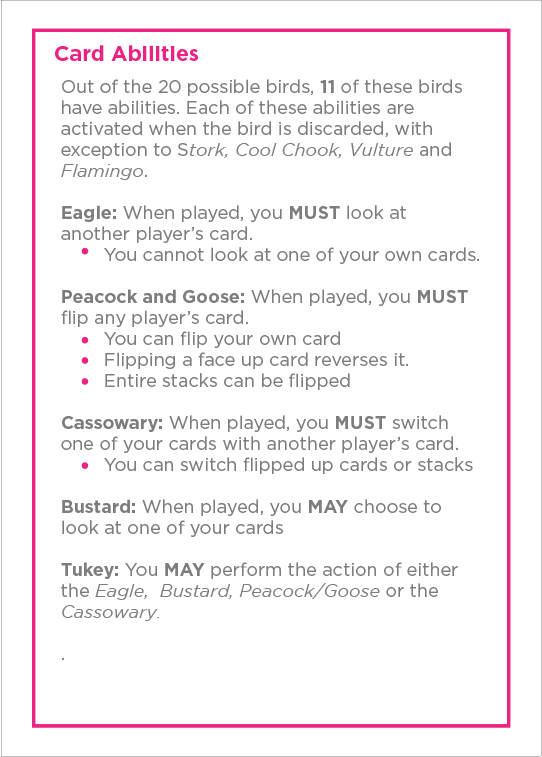 Card Abilities
Out of the 20 possible birds, 11 of these birds
have abilities. Each of these abilities are
activated when the bird is discarded, with
exception to Stork, Cool Chook, Vulture and
Flamingo.
Eagle: When played, you MUST look at
another player's card.
• You cannot look at one of your own cards.
Peacock and Goose: When played, you MUST
flip any player's card.
• You can flip your own card
• Flipping a face up card reverses it.
• Entire stacks can be flipped
Cassowary: When played, you MUST switch
one of your cards with another player's card.
• You can switch flipped up cards or stacks
Bustard: When played, you MAY choose to
look at one of your cards
Tukey: You MAY perform the action of either
the Eagle, Bustard, Peacock/Goose or the
Cassowary.
.